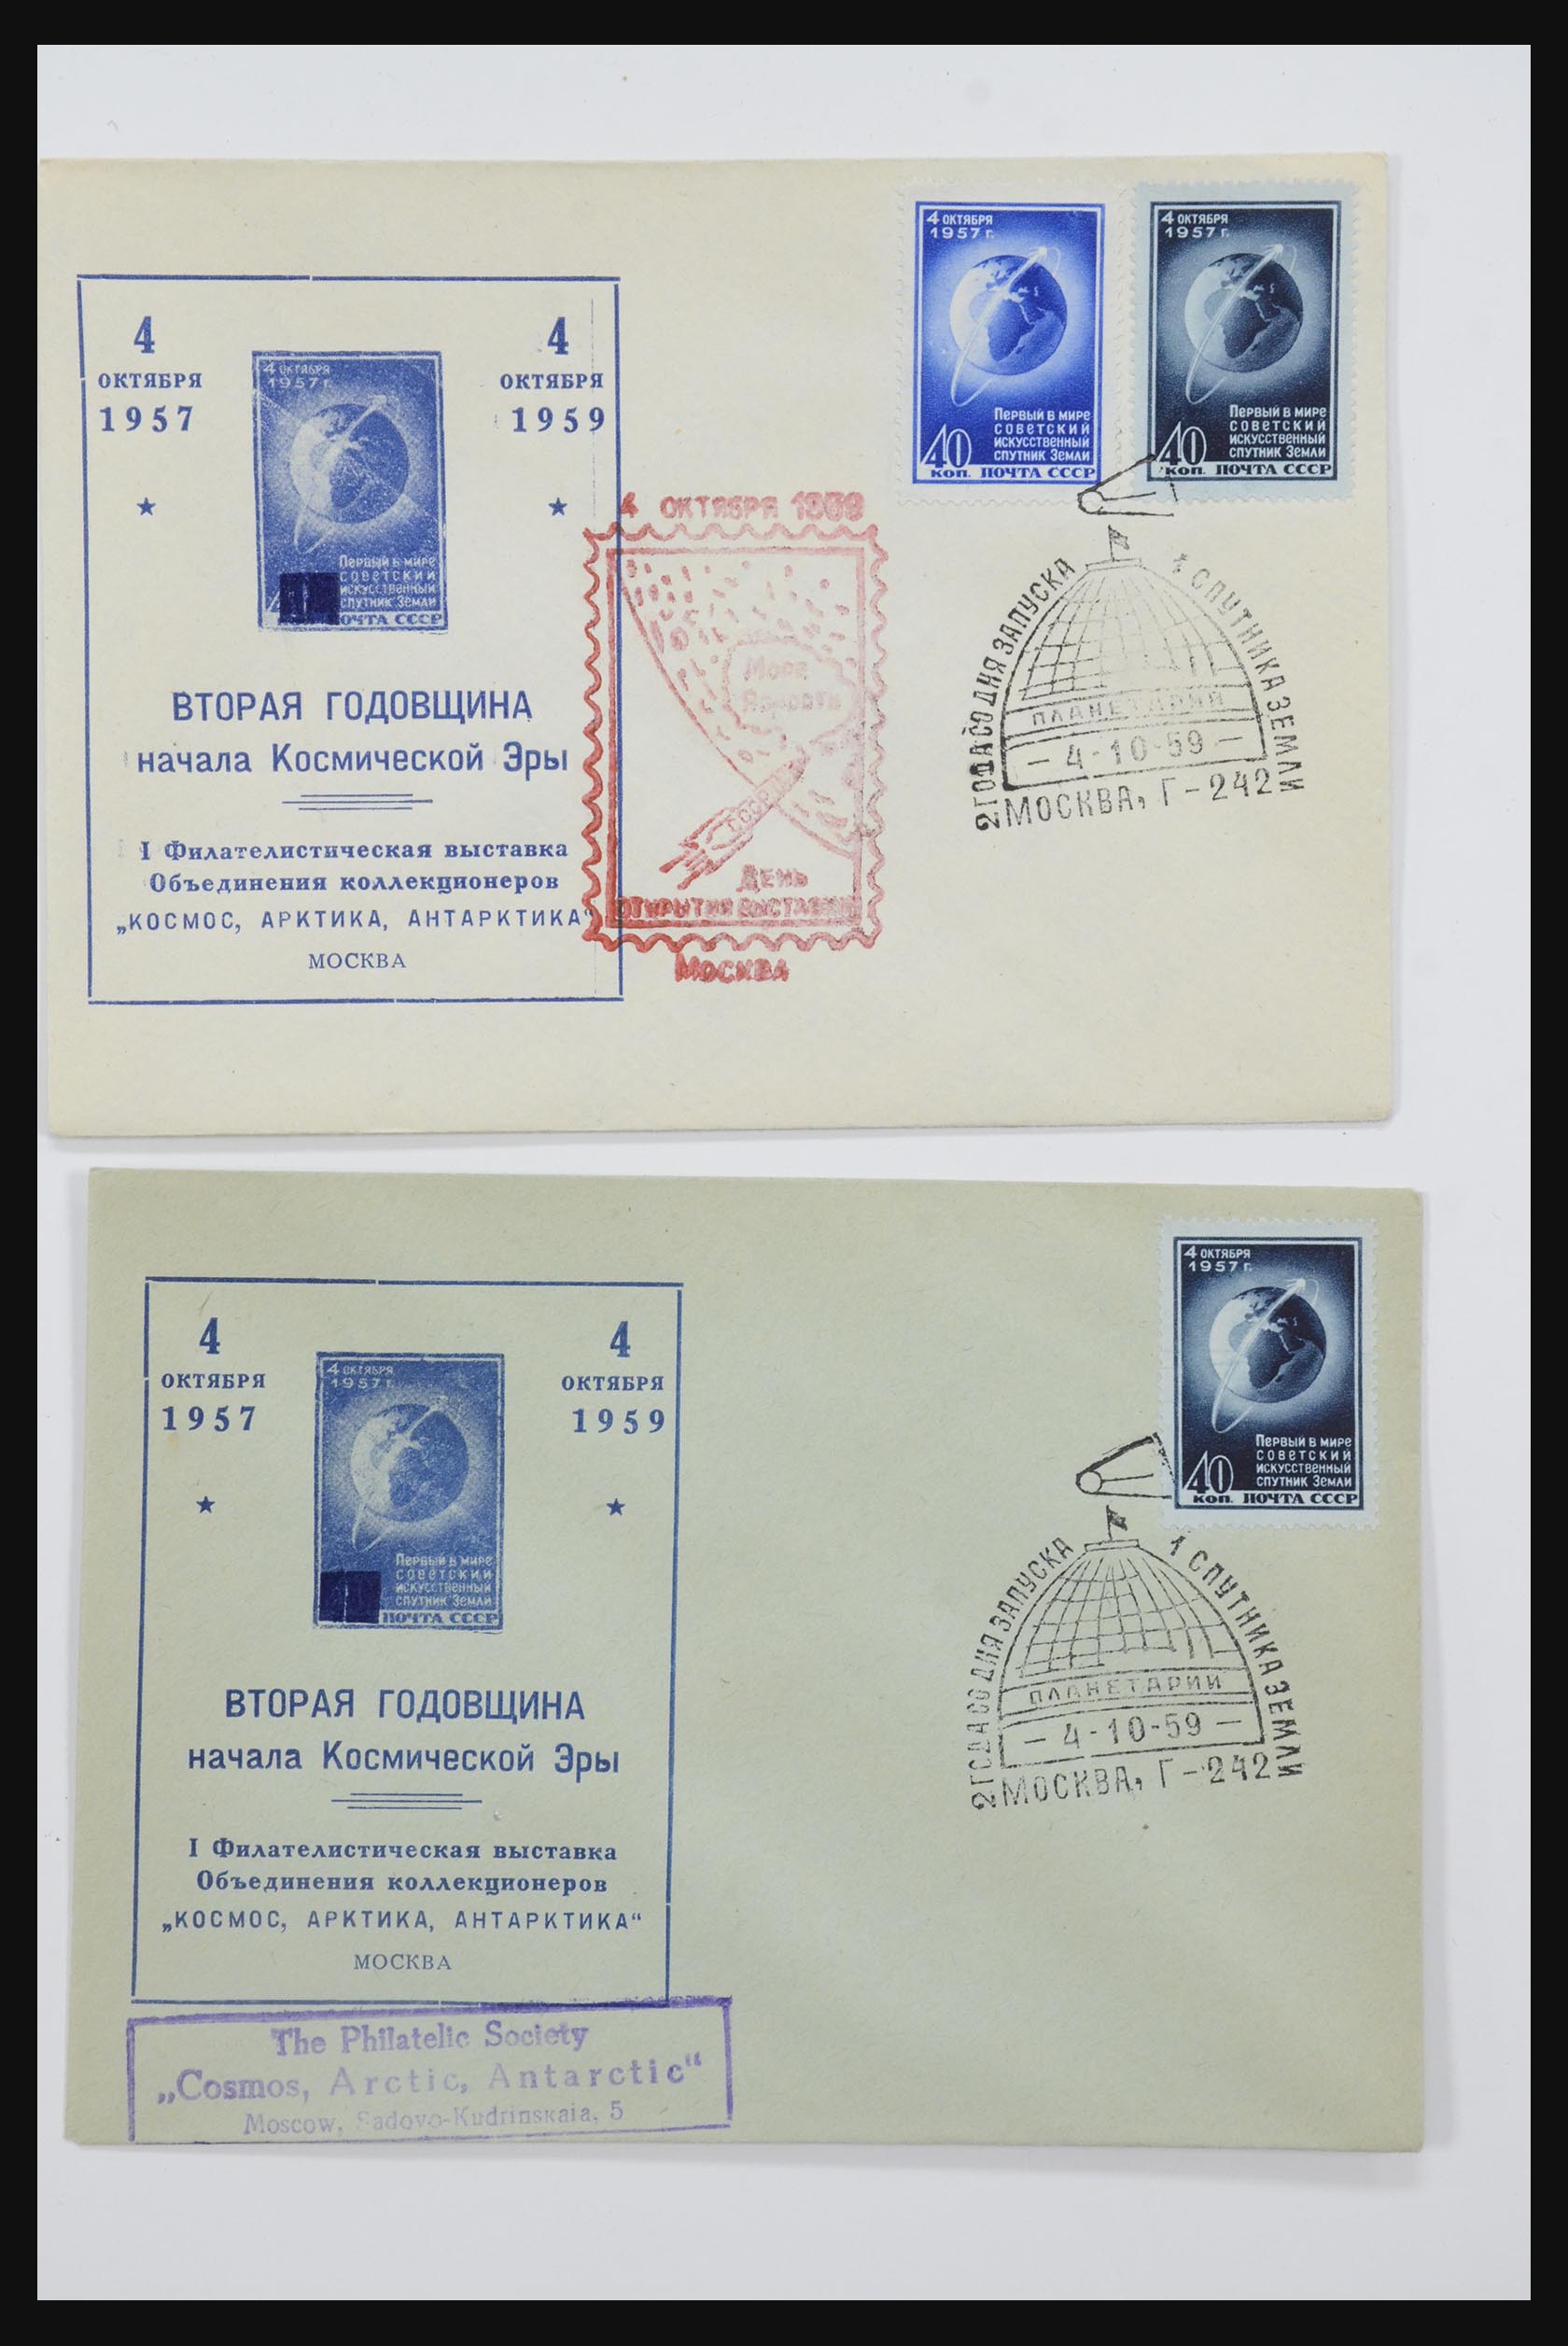 4
ОКТЯБРЯ
1957
4
ОКТЯБРЯ
1959
4 ОКТЯБРЯ
1957 г.
Первый в мире
советский
искусственный
спутник Земли
ОЧТА СССР
ВТОРАЯ ГОДОВЩИНА
начала Космической Эры
I Филателистическая выставка
Объединения коллекционеров
„КОСМОС, АРКТИКА, АНТАРКТИКА“
МОСКВА
4 ОКТЯБРЯ 1959
Море
Ясности
СССР
ДЕНЬ
ОТКРЫТИЯ ВЫСТАВКИ
МОСКВА
4 ОКТЯБРЯ
1957 г.
Первый в мире
советский
искусственный
спутник Земли
40
коп. ПОЧТА СССР
4 ОКТЯБРЯ
1957 г.
Первый в мире
советский
искусственный
спутник Земли
40
коп. ПОЧТА СССР
2 ГОДА СО ДНЯ ЗАПУСКА 1 СПУТНИКА ЗЕМЛИ
ПЛАНЕТАРИЙ
– 4-10-59 –
МОСКВА, Г-242
4
ОКТЯБРЯ
1957
4
ОКТЯБРЯ
1959
4 ОКТЯБРЯ
1957 г.
Первый в мире
советский
искусственный
спутник Земли
ПОЧТА СССР
ВТОРАЯ ГОДОВЩИНА
начала Космической Эры
I Филателистическая выставка
Объединения коллекционеров
„КОСМОС, АРКТИКА, АНТАРКТИКА“
МОСКВА
The Philatelic Society
„Cosmos, Arctic, Antarctic“
Moscow, Sadovo-Kudrinskaia, 5
4 ОКТЯБРЯ
1957 г.
Первый в мире
советский
искусственный
спутник Земли
40
коп. ПОЧТА СССР
2 ГОДА СО ДНЯ ЗАПУСКА 1 СПУТНИКА ЗЕМЛИ
ПЛАНЕТАРИЙ
– 4-10-59 –
МОСКВА, Г-242